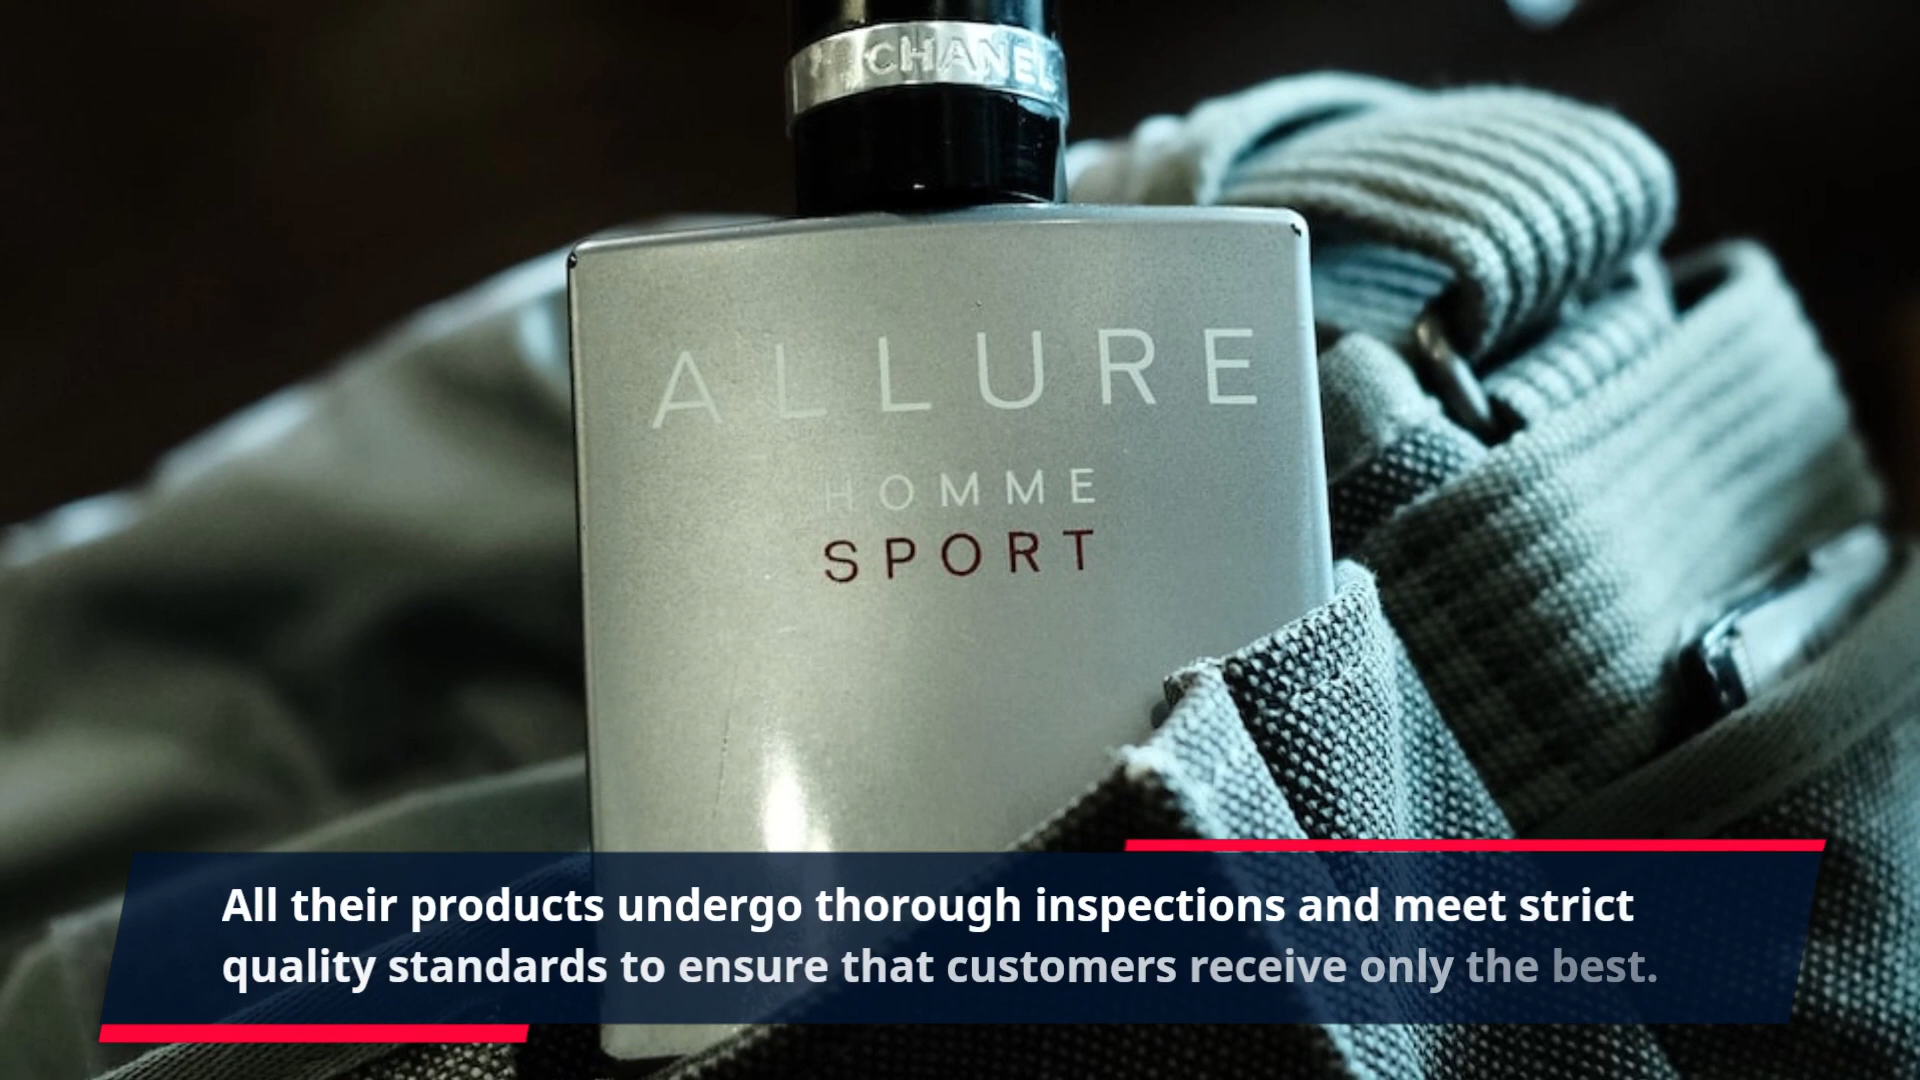 CHANEL
ALLURE
HOMME
SPORT
All their products undergo thorough inspections and meet strict
quality standards to ensure that customers receive only the best.